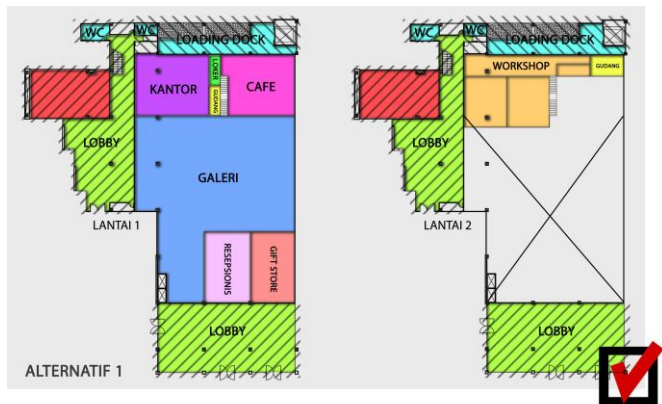 WC
WC
LOADING DOCK
KANTOR
LOKER
GUDANG
CAFE
LOBBY
GALERI
LANTAI 1
RESEPSIONIS
GIFT STORE
LOBBY
ALTERNATIF 1
WC
WC
LOADING DOCK
WORKSHOP
GUDANG
LOBBY
LANTAI 2
LOBBY